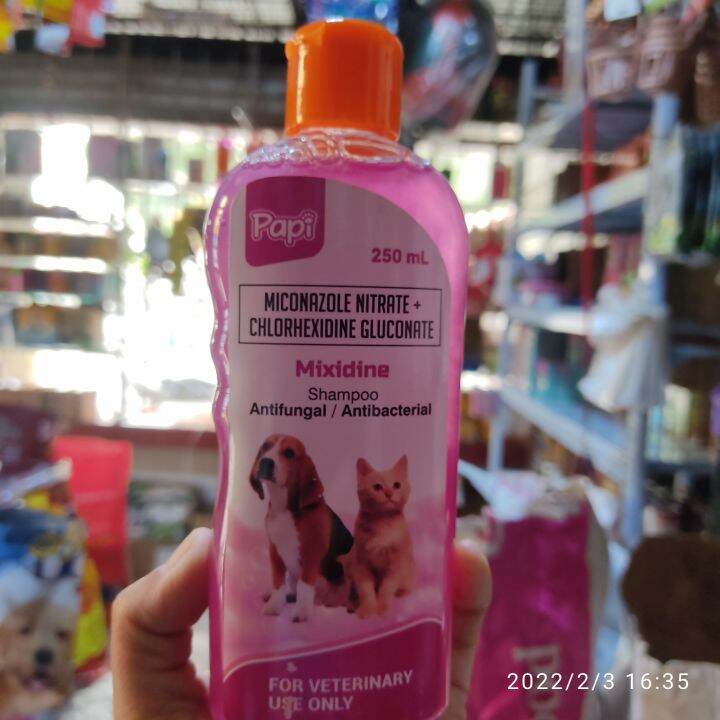 Papi
250 mL
MICONAZOLE NITRATE +
CHLORHEXIDINE GLUCONATE
Mixidine
Shampoo
Antifungal / Antibacterial
FOR VETERINARY
USE ONLY
2022/2/3 16:35